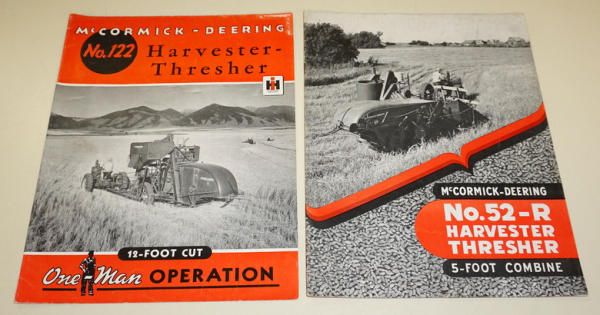 McCORMICK - DEERING
No.122
Harvester-
Thresher
IH
12-FOOT CUT
One-Man OPERATION
McCORMICK-DEERING
No.52-R
HARVESTER
THRESHER
5-FOOT COMBINE